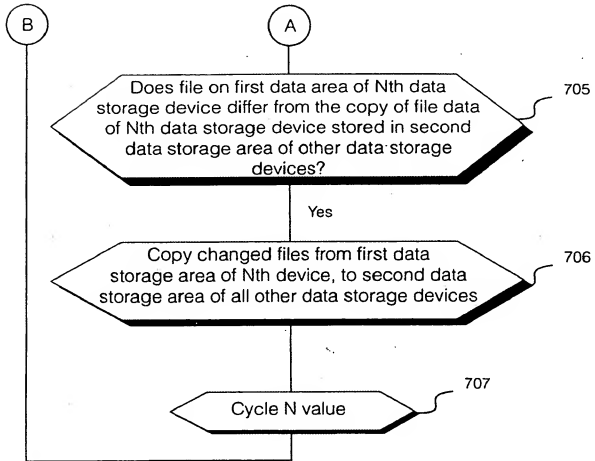 B
A
Does file on first data area of Nth data
storage device differ from the copy of file data
of Nth data storage device stored in second
data storage area of other data storage
devices?
705
Yes
Copy changed files from first data
storage area of Nth device, to second data
storage area of all other data storage devices
706
Cycle N value
707